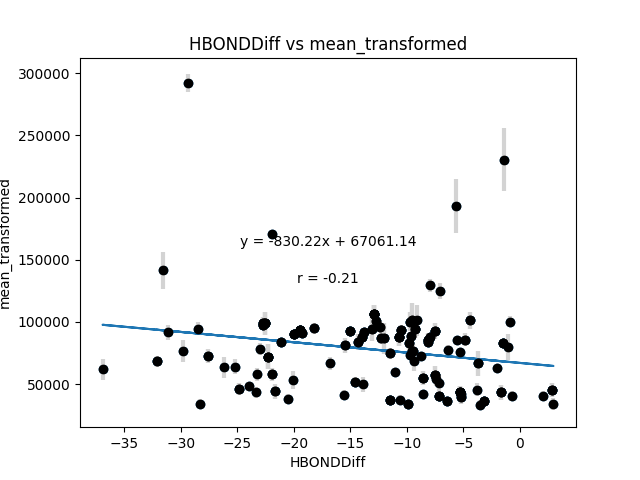 HBONDDiff vs mean_transformed
300000
250000
200000
150000
100000
50000
mean_transformed
y = -830.22x + 67061.14
r = -0.21
−35
−30
−25
−20
−15
−10
−5
0
HBONDDiff